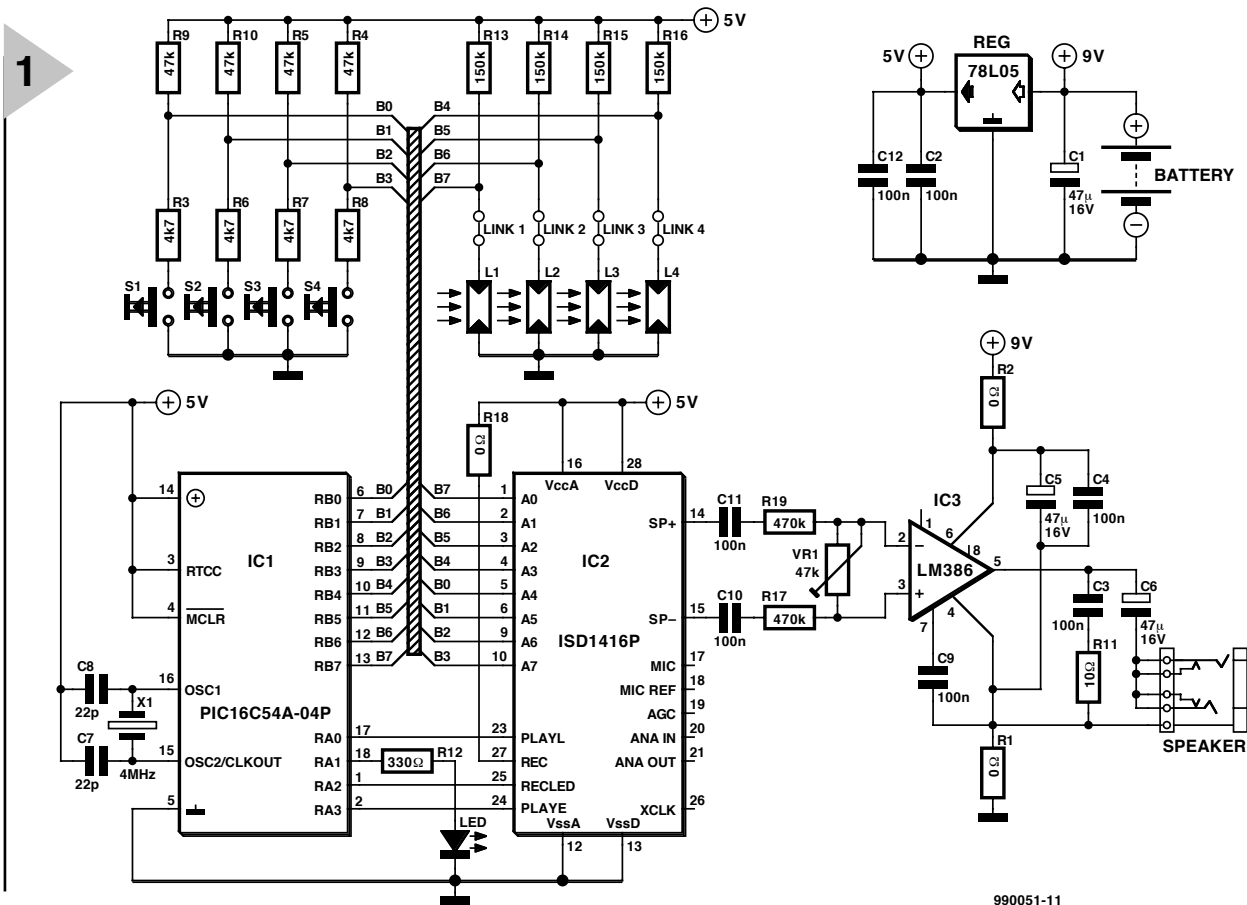 1
R9 R10 R5 R4 R13 R14 R15 R16 5V
47k 47k 47k 47k 150k 150k 150k 150k
B0 B4
B1 B5
B2 B6
B3 B7
R3 R6 R7 R8
4k7 4k7 4k7 4k7
LINK 1 LINK 2 LINK 3 LINK 4
S1 S2 S3 S4 L1 L2 L3 L4
REG
5V 78L05 9V
C12 C2 C1
100n 100n 47µ
16V
BATTERY
5V R18 5V
0Ω
16 28
VccA VccD
14
3 RTCC
4 MCLR
C8
22p
X1
C7
22p
4MHz
16 OSC1
15 OSC2/CLKOUT
5
IC1
PIC16C54A-04P
RB0 6 B0 B7 1 A0
RB1 7 B1 B6 2 A1
RB2 8 B2 B5 3 A2
RB3 9 B3 B4 4 A3
RB4 10 B4 B0 5 A4
RB5 11 B5 B1 6 A5
RB6 12 B6 B2 9 A6
RB7 13 B7 B3 10 A7
RA0 17 23 PLAYL
RA1 18 330Ω R12 27 REC
RA2 1 25 RECLED
RA3 2 24 PLAYE
LED
IC2
ISD1416P
SP+ 14
SP− 15
MIC 17
MIC REF 18
AGC 19
ANA IN 20
ANA OUT 21
XCLK 26
VssA VssD
12 13
C11 R19
100n 470k
VR1
47k
C10 R17
100n 470k
9V
R2
0Ω
C5 C4
47µ
16V
100n
IC3
LM386
1
6
8
2 −
3 +
5
7 4
C9
100n
C3
100n
C6
47µ
16V
R11
10Ω
R1
0Ω
SPEAKER
990051-11